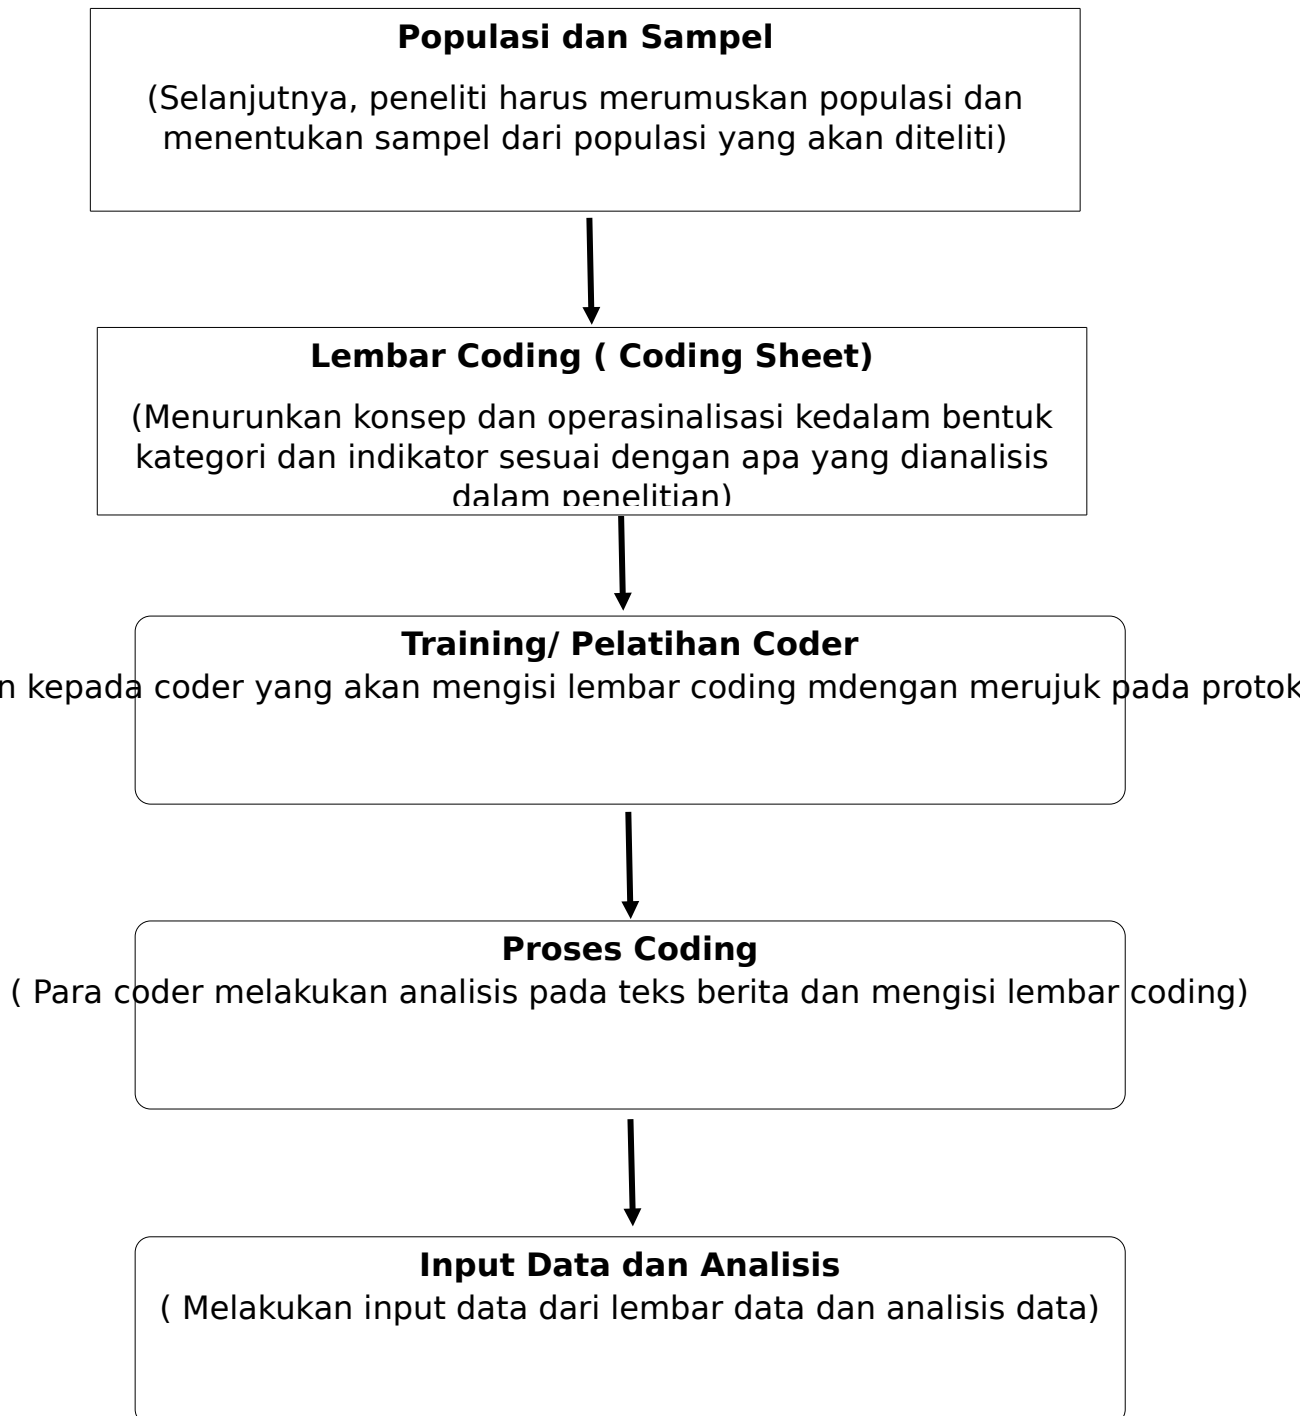 Populasi dan Sampel
(Selanjutnya, peneliti harus merumuskan populasi dan
menentukan sampel dari populasi yang akan diteliti)
Lembar Coding ( Coding Sheet)
(Menurunkan konsep dan operasinalisasi kedalam bentuk
kategori dan indikator sesuai dengan apa yang dianalisis
dalam penelitian)
Training/ Pelatihan Coder
kepada coder yang akan mengisi lembar coding mdengan merujuk pada
Proses Coding
( Para coder melakukan analisis pada teks berita dan mengisi lembar coding)
Input Data dan Analisis
( Melakukan input data dari lembar data dan analisis data)